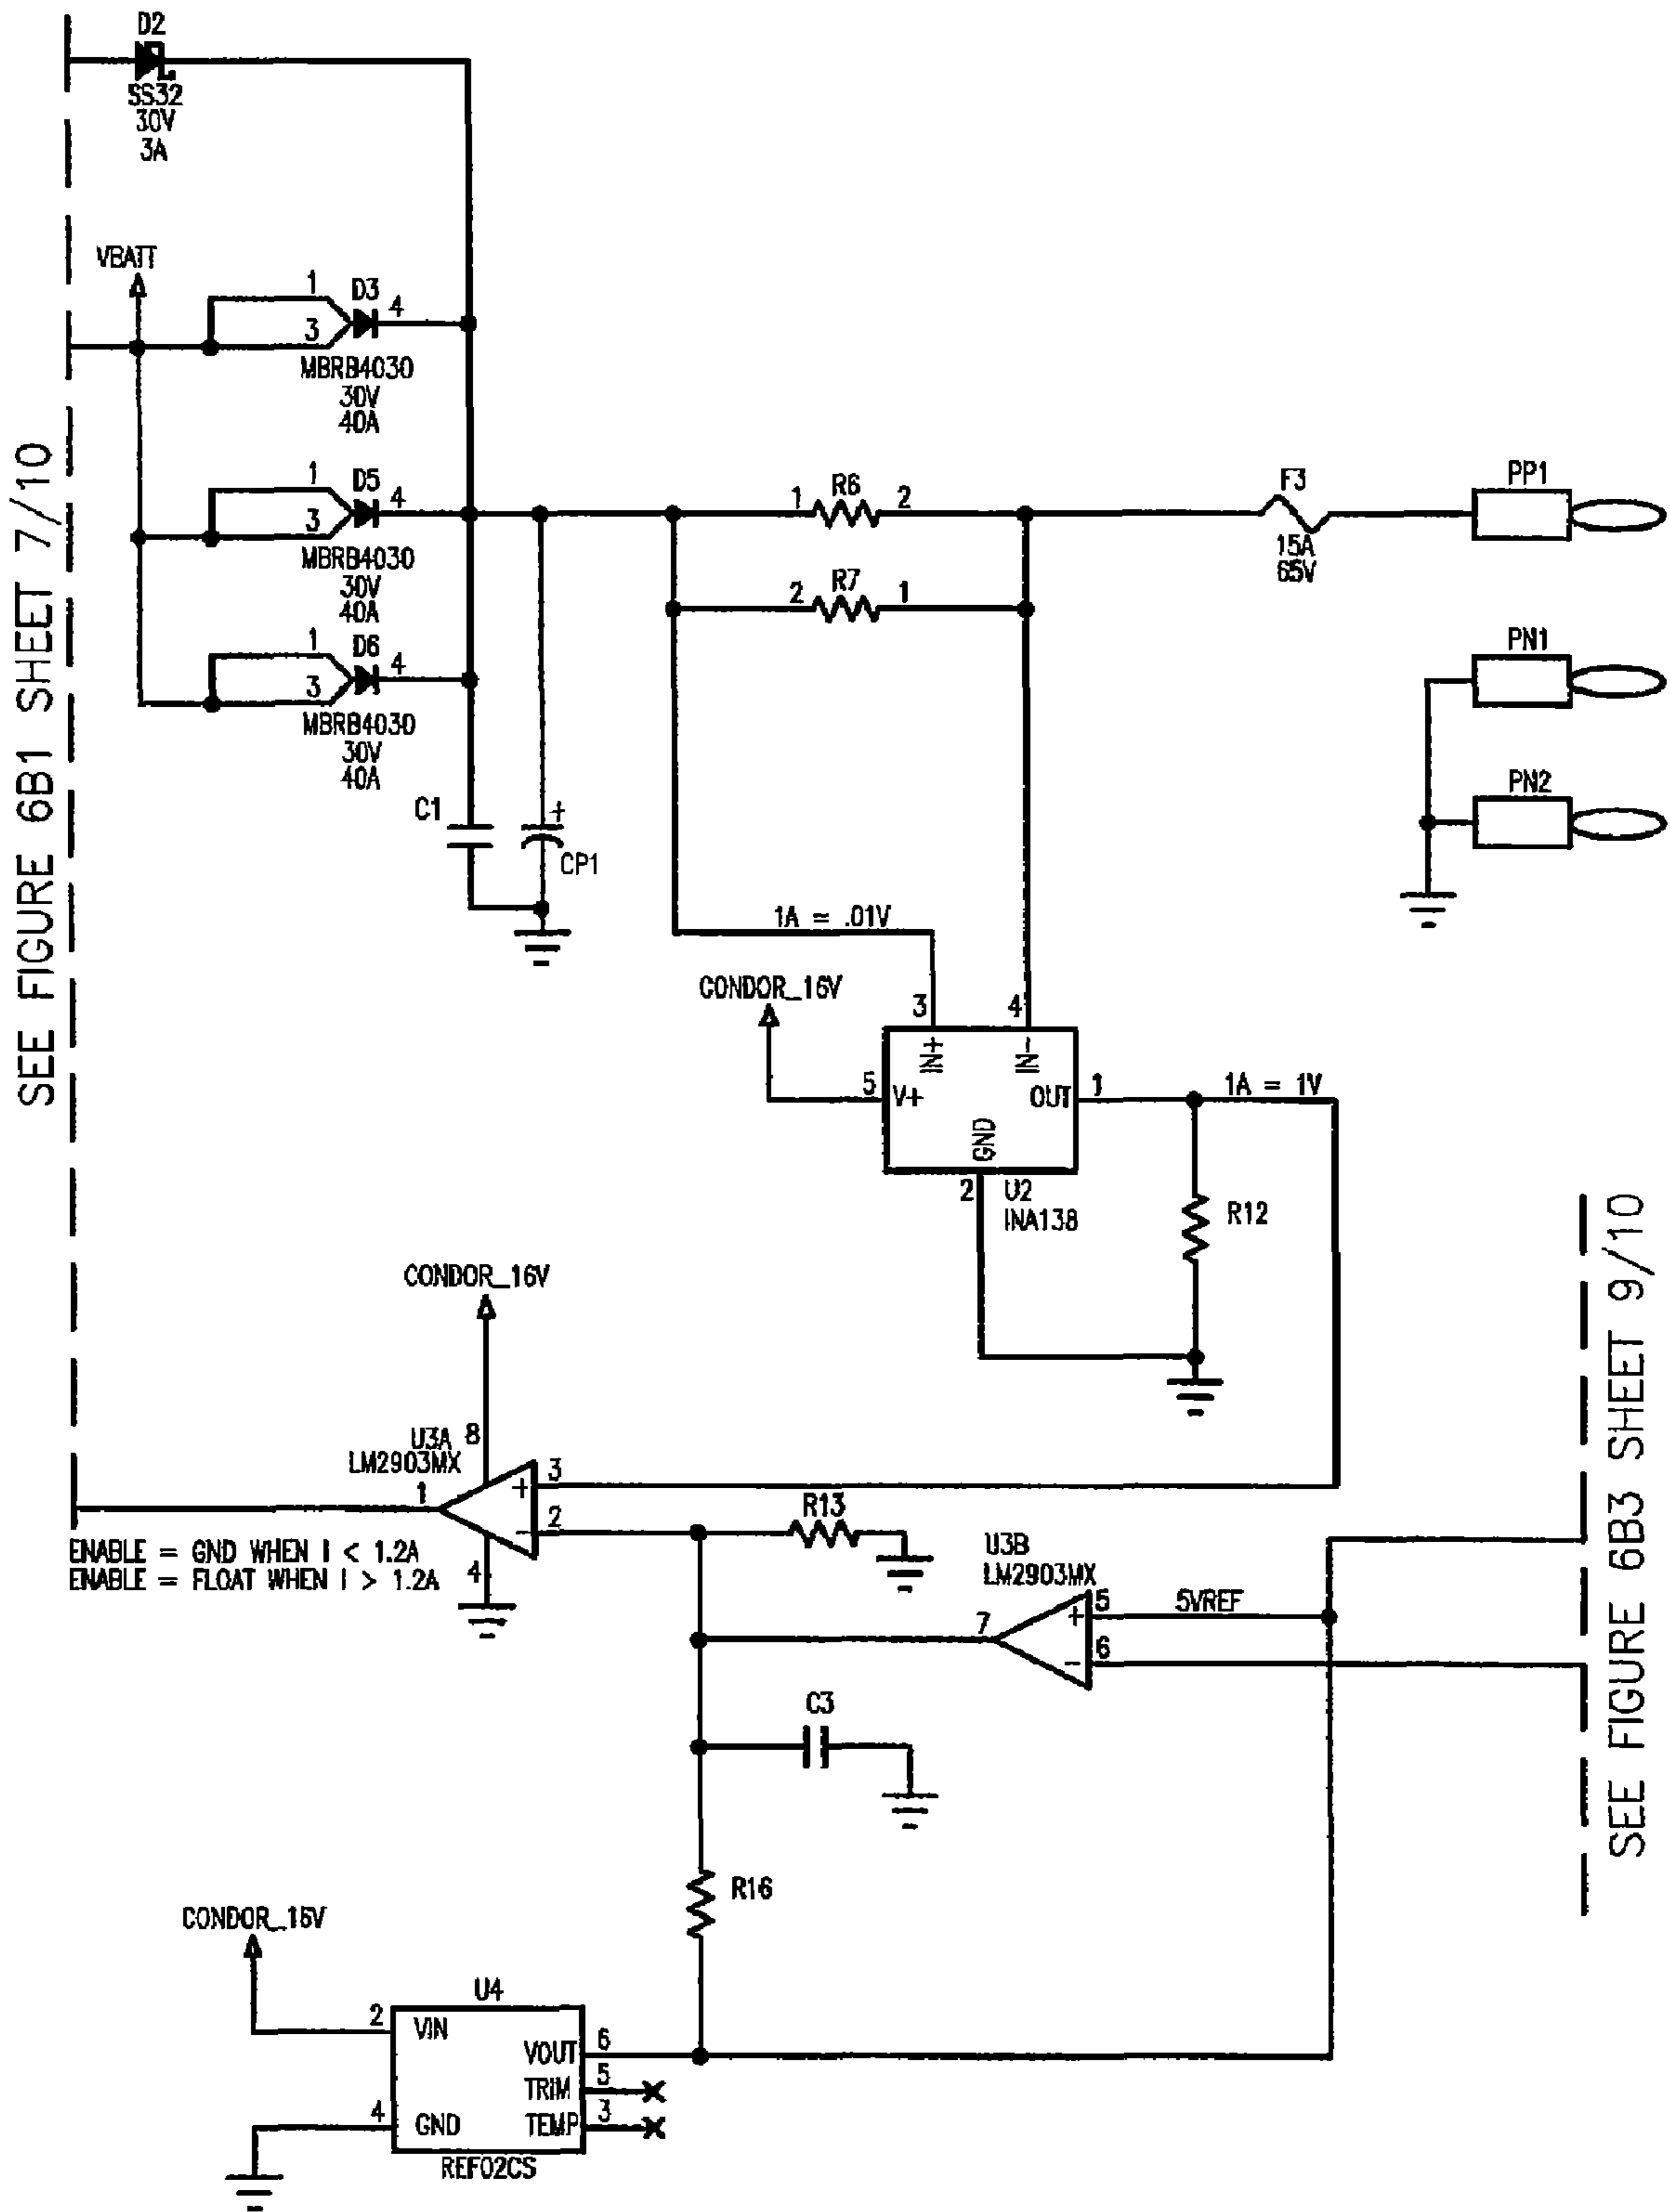 D2
SS32
30V
3A
VBATT
1
D3
4
3
MBRB4030
30V
40A
1
D5
4
3
MBRB4030
30V
40A
1
D6
4
3
MBRB4030
30V
40A
C1
+
CP1
1
R6
2
2
R7
1
F3
15A
65V
PP1
PN1
PN2
SEE FIGURE 6B1 SHEET 7/10
1A = .01V
CONDOR_16V
3
4
IN+
IN-
5
V+
OUT
1
1A = 1V
GND
2
U2
INA138
R12
CONDOR_16V
8
U3A
LM2903MX
1
+
3
-
2
4
ENABLE = GND WHEN I < 1.2A
ENABLE = FLOAT WHEN I > 1.2A
R13
U3B
LM2903MX
7
+
5
5VREF
-
6
SEE FIGURE 6B3 SHEET 9/10
C3
R16
CONDOR_16V
U4
2
VIN
VOUT
6
TRIM
5
4
GND
TEMP
3
REF02CS